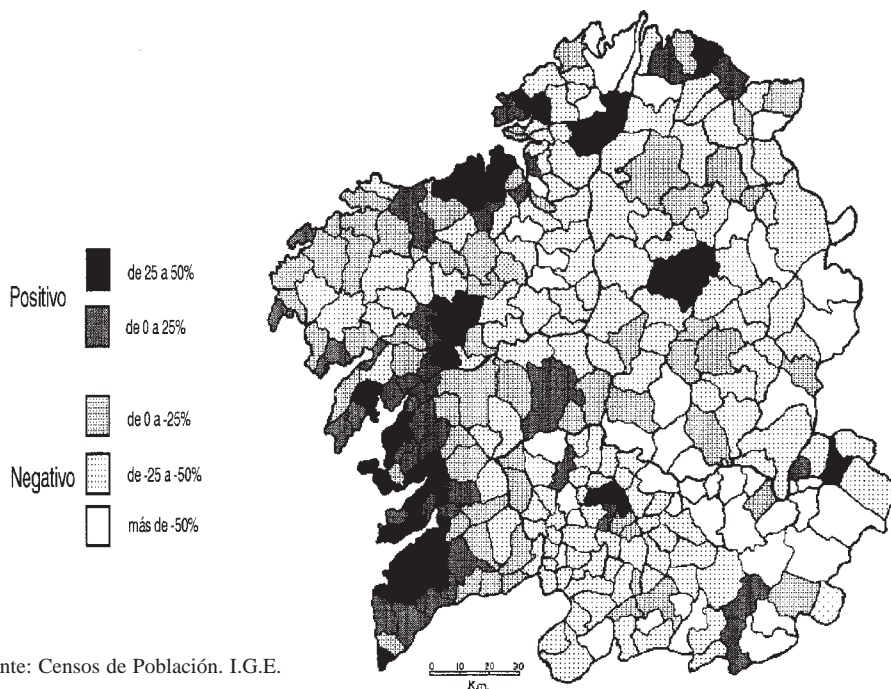 Positivo
de 25 a 50%
de 0 a 25%
Negativo
de 0 a -25%
de -25 a -50%
más de -50%
nte: Censos de Población. I.G.E.
0 10 20 30
K.m.